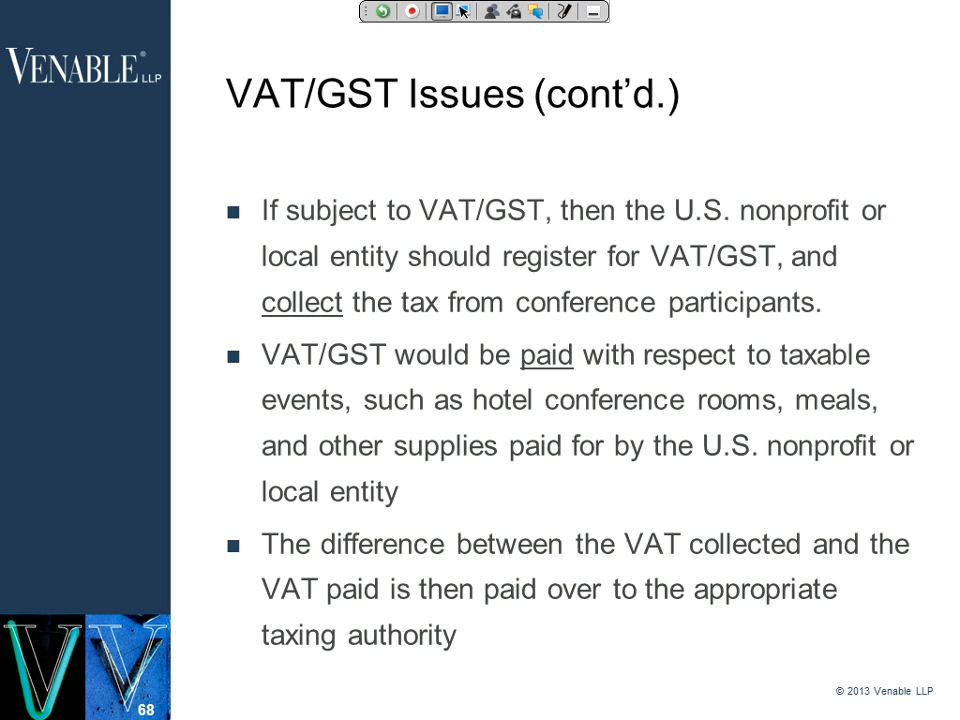 VENABLE® LLP
VAT/GST Issues (cont’d.)
If subject to VAT/GST, then the U.S. nonprofit or
local entity should register for VAT/GST, and
collect the tax from conference participants.
VAT/GST would be paid with respect to taxable
events, such as hotel conference rooms, meals,
and other supplies paid for by the U.S. nonprofit or
local entity
The difference between the VAT collected and the
VAT paid is then paid over to the appropriate
taxing authority
68
© 2013 Venable LLP